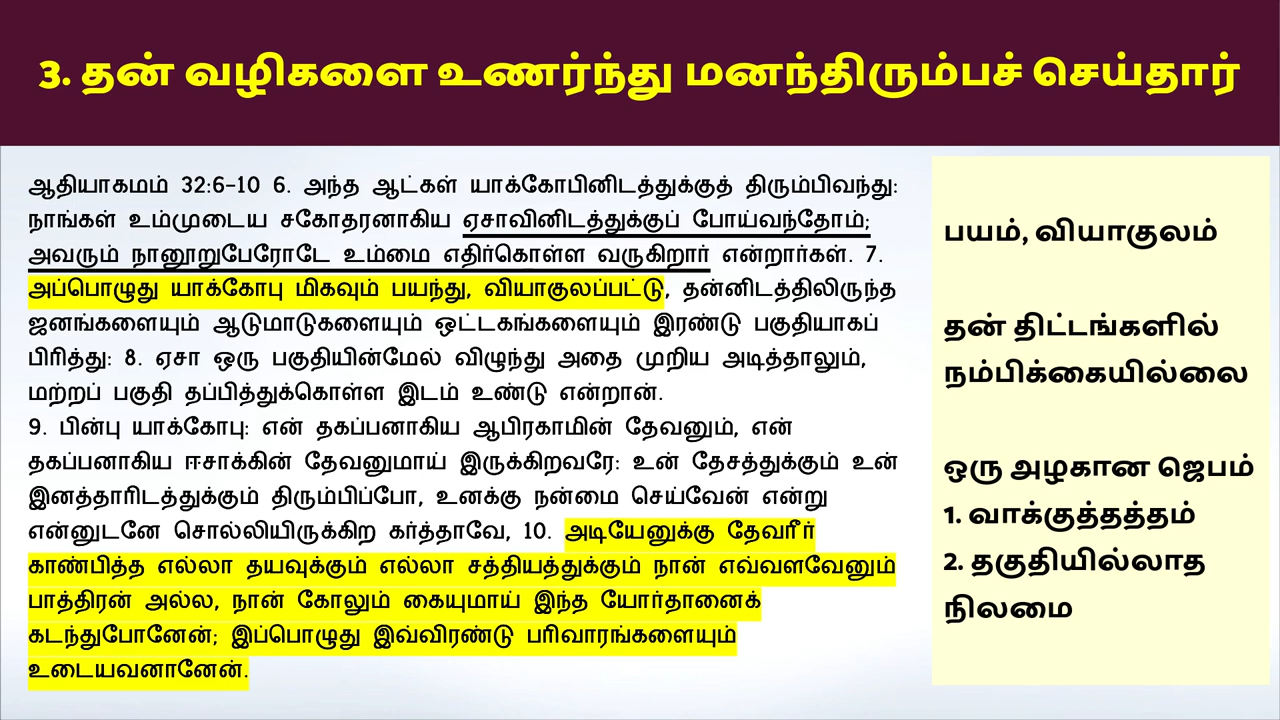 3. தன் வழிகளை உணர்ந்து மனந்திரும்பச் செய்தார்
ஆதியாகமம் 32:6-10 6. அந்த ஆட்கள் யாக்கோபினிடத்துக்குத் திரும்பிவந்து:
நாங்கள் உம்முடைய சகோதரனாகிய ஏசாவினிடத்துக்குப் போய்வந்தோம்;
அவரும் நானூறுபேரோடே உம்மை எதிர்கொள்ள வருகிறார் என்றார்கள். 7.
அப்பொழுது யாக்கோபு மிகவும் பயந்து, வியாகுலப்பட்டு, தன்னிடத்திலிருந்த
ஜனங்களையும் ஆடுமாடுகளையும் ஒட்டகங்களையும் இரண்டு பகுதியாகப்
பிரித்து: 8. ஏசா ஒரு பகுதியின்மேல் விழுந்து அதை முறிய அடித்தாலும்,
மற்றப் பகுதி தப்பித்துக்கொள்ள இடம் உண்டு என்றான்.
9. பின்பு யாக்கோபு: என் தகப்பனாகிய ஆபிரகாமின் தேவனும், என்
தகப்பனாகிய ஈசாக்கின் தேவனுமாய் இருக்கிறவரே: உன் தேசத்துக்கும் உன்
இனத்தாரிடத்துக்கும் திரும்பிப்போ, உனக்கு நன்மை செய்வேன் என்று
என்னுடனே சொல்லியிருக்கிற கர்த்தாவே, 10. அடியேனுக்கு தேவரீர்
காண்பித்த எல்லா தயவுக்கும் எல்லா சத்தியத்துக்கும் நான் எவ்வளவேனும்
பாத்திரன் அல்ல, நான் கோலும் கையுமாய் இந்த யோர்தானைக்
கடந்துபோனேன்; இப்பொழுது இவ்விரண்டு பரிவாரங்களையும்
உடையவனானேன்.
பயம், வியாகுலம்
தன் திட்டங்களில்
நம்பிக்கையில்லை
ஒரு அழகான ஜெபம்
1. வாக்குத்தத்தம்
2. தகுதியில்லாத
நிலமை